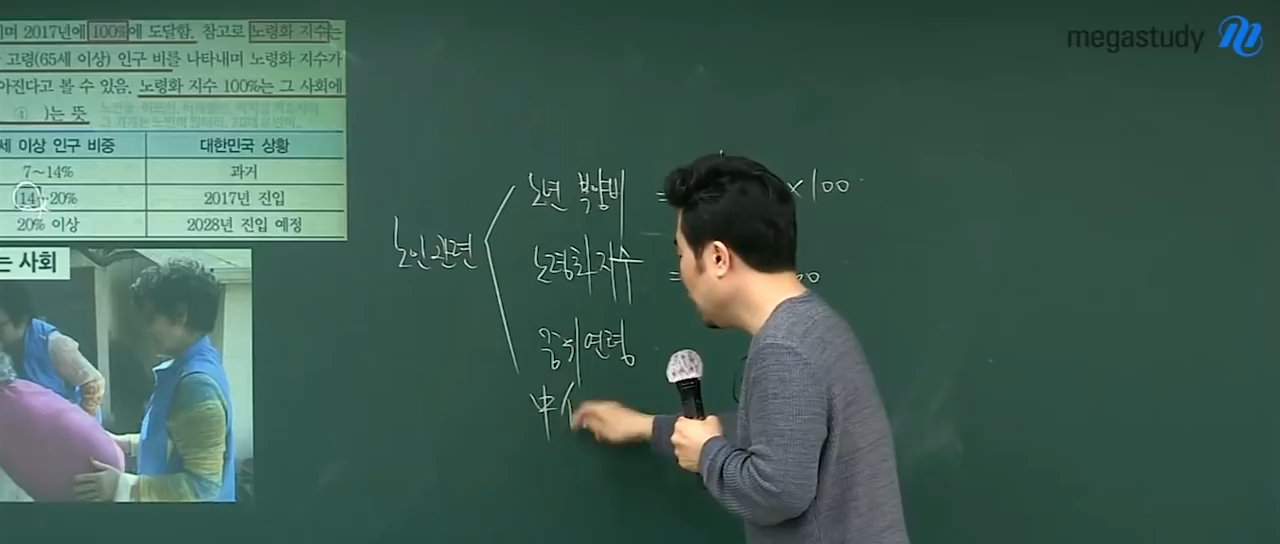 며 2017년에 100%에 도달함. 참고로 노령화 지수는
고령(65세 이상) 인구 비를 나타내며 노령화 지수가
아진다고 볼 수 있음. 노령화 지수 100%는 그 사회에
④ )는 뜻
세 이상 인구 비중 대한민국 상황
7~14% 과거
14~20% 2017년 진입
20% 이상 2028년 진입 예정
는 사회
megastudy
노인관련
노년 부양비 = ×100
노령화지수 = 00
중위연령
中